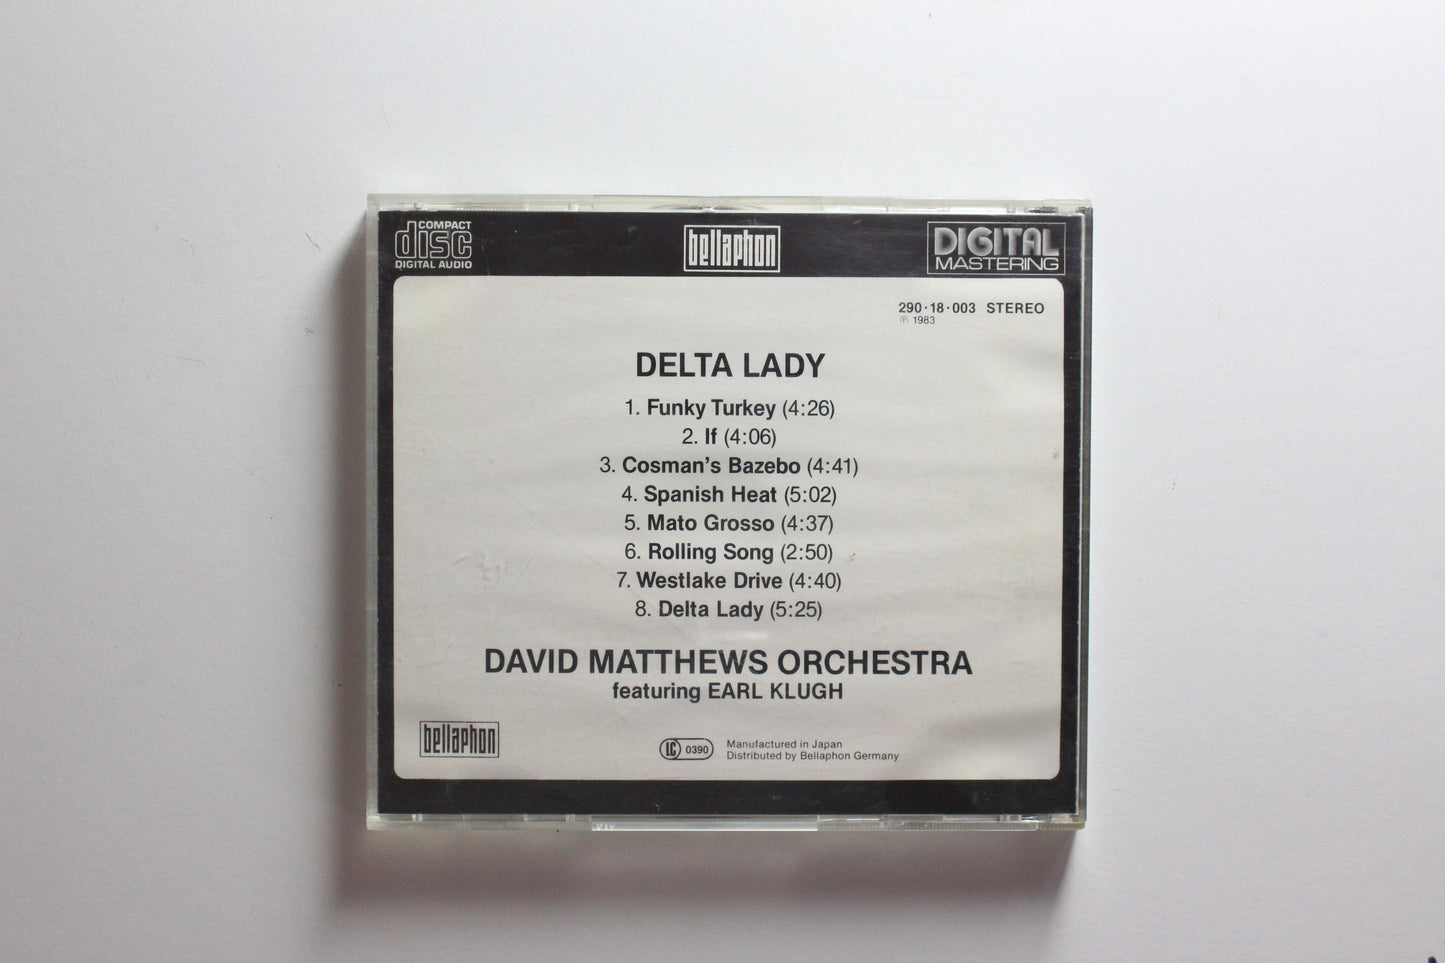 COMPACT
disc
DIGITAL AUDIO
bellaphon
DIGITAL
MASTERING
290·18·003 STEREO
℗ 1983
DELTA LADY
1. Funky Turkey (4:26)
2. If (4:06)
3. Cosman's Bazebo (4:41)
4. Spanish Heat (5:02)
5. Mato Grosso (4:37)
6. Rolling Song (2:50)
7. Westlake Drive (4:40)
8. Delta Lady (5:25)
DAVID MATTHEWS ORCHESTRA
featuring EARL KLUGH
bellaphon
LC 0390
Manufactured in Japan
Distributed by Bellaphon Germany